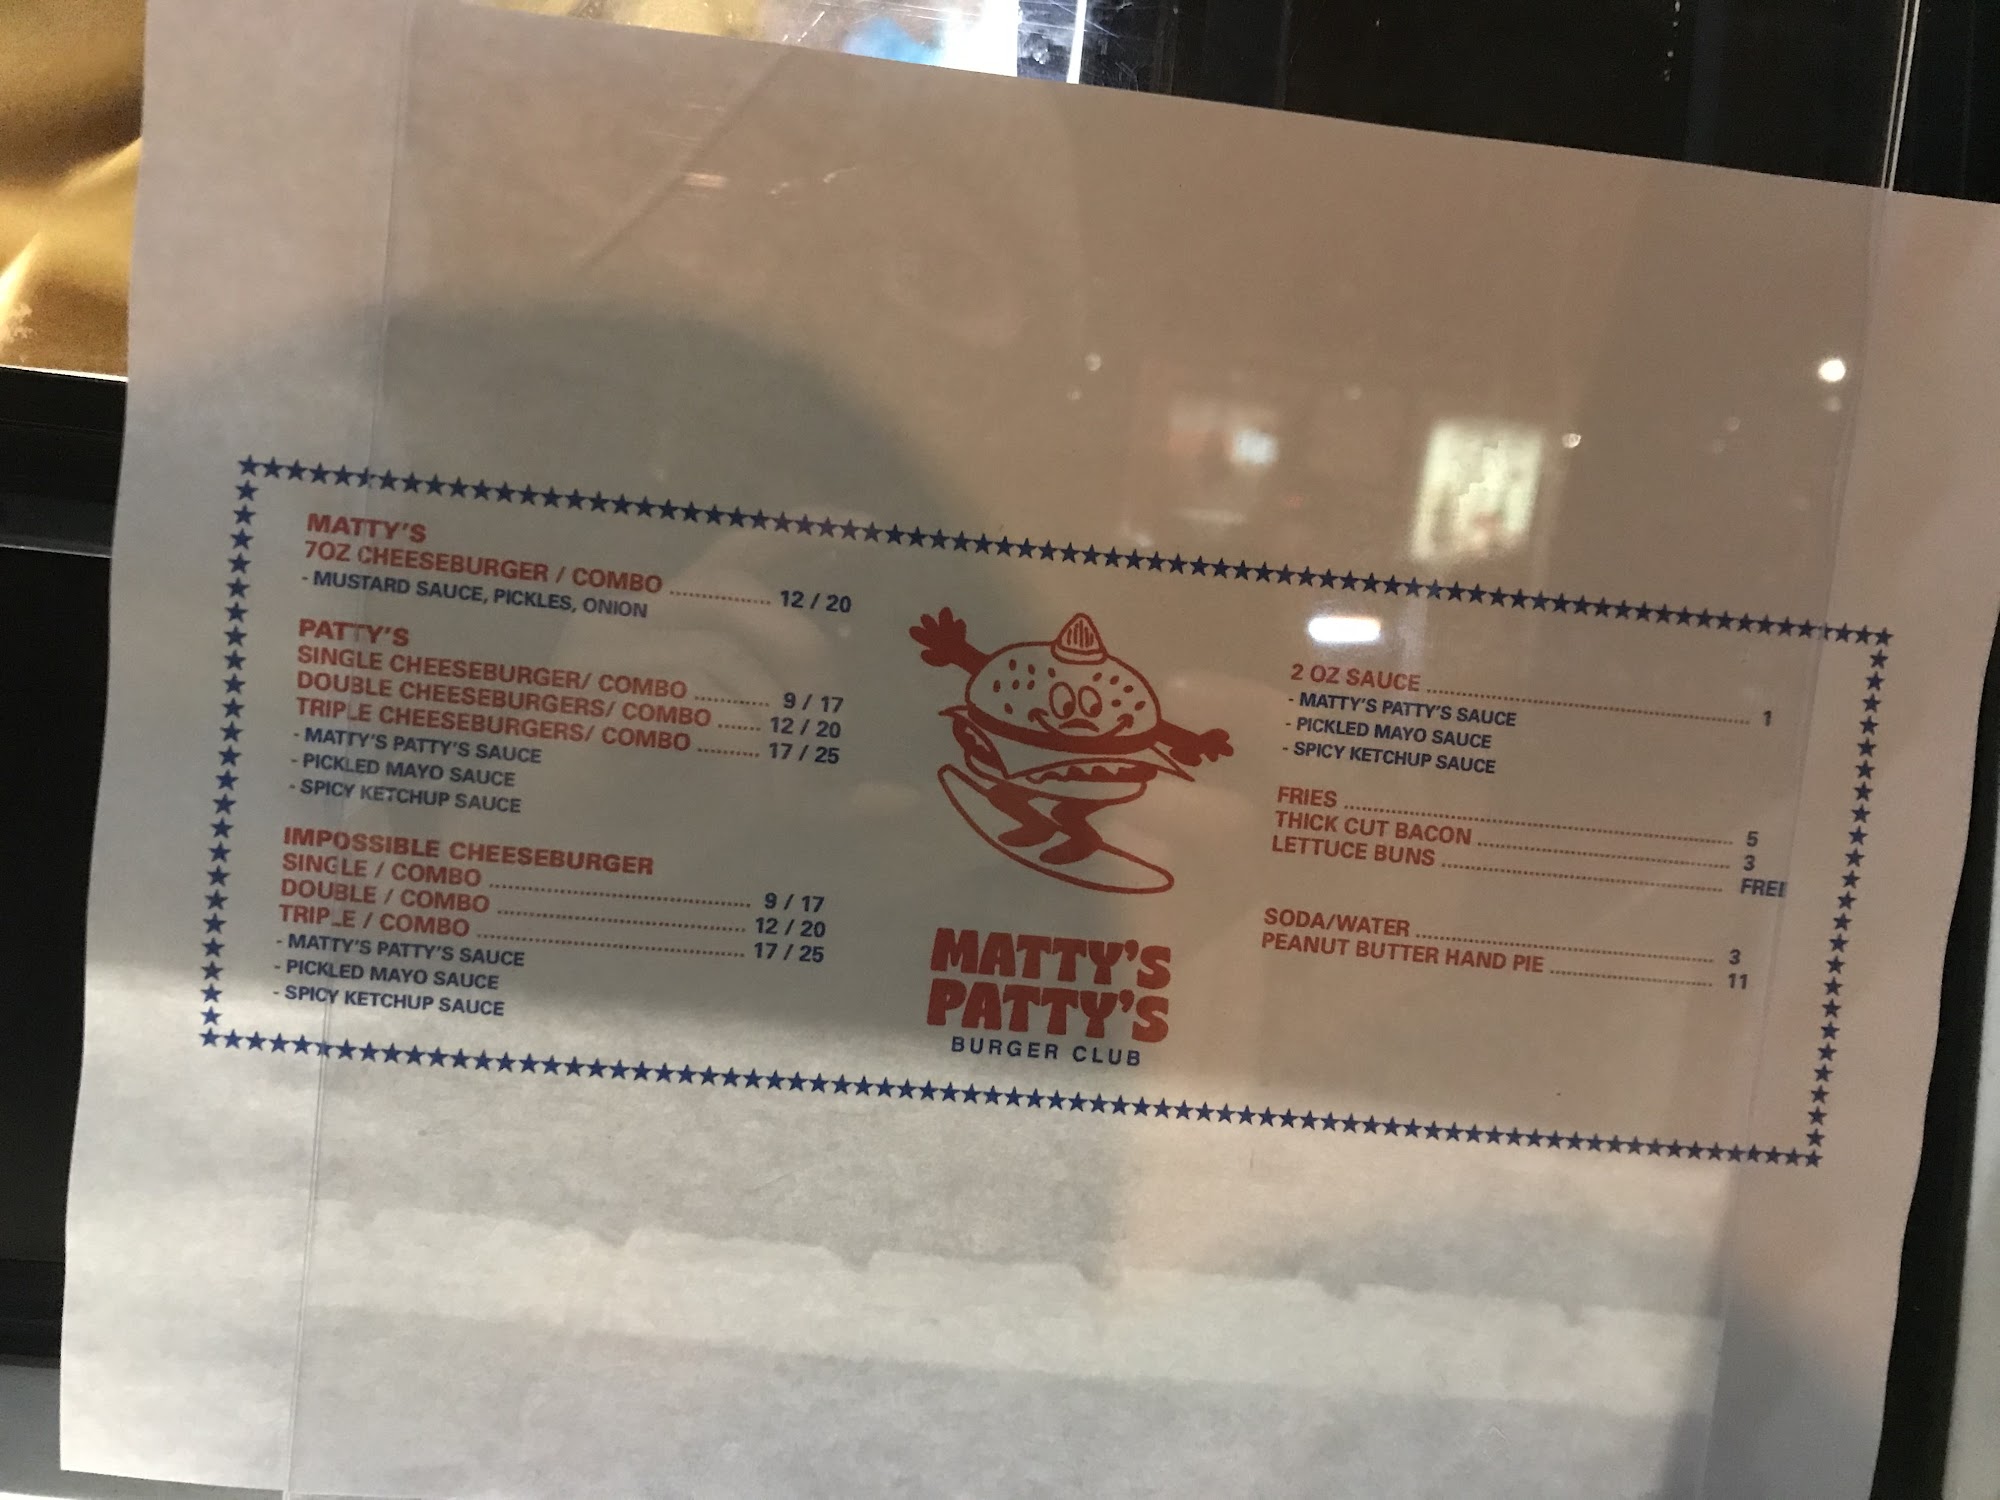 MATTY'S
7OZ CHEESEBURGER / COMBO .............. 12 / 20
- MUSTARD SAUCE, PICKLES, ONION
PATTY'S
SINGLE CHEESEBURGER/ COMBO .......... 9 / 17
DOUBLE CHEESEBURGERS/ COMBO ...... 12 / 20
TRIPLE CHEESEBURGERS/ COMBO ......... 17 / 25
- MATTY'S PATTY'S SAUCE
- PICKLED MAYO SAUCE
- SPICY KETCHUP SAUCE
IMPOSSIBLE CHEESEBURGER
SINGLE / COMBO .................................... 9 / 17
DOUBLE / COMBO .................................. 12 / 20
TRIPLE / COMBO ..................................... 17 / 25
- MATTY'S PATTY'S SAUCE
- PICKLED MAYO SAUCE
- SPICY KETCHUP SAUCE
MATTY'S
PATTY'S
BURGER CLUB
2 OZ SAUCE ............................................. 1
- MATTY'S PATTY'S SAUCE
- PICKLED MAYO SAUCE
- SPICY KETCHUP SAUCE
FRIES ....................................................... 5
THICK CUT BACON ................................... 3
LETTUCE BUNS ........................................ FREE
SODA/WATER .......................................... 3
PEANUT BUTTER HAND PIE ....................... 11